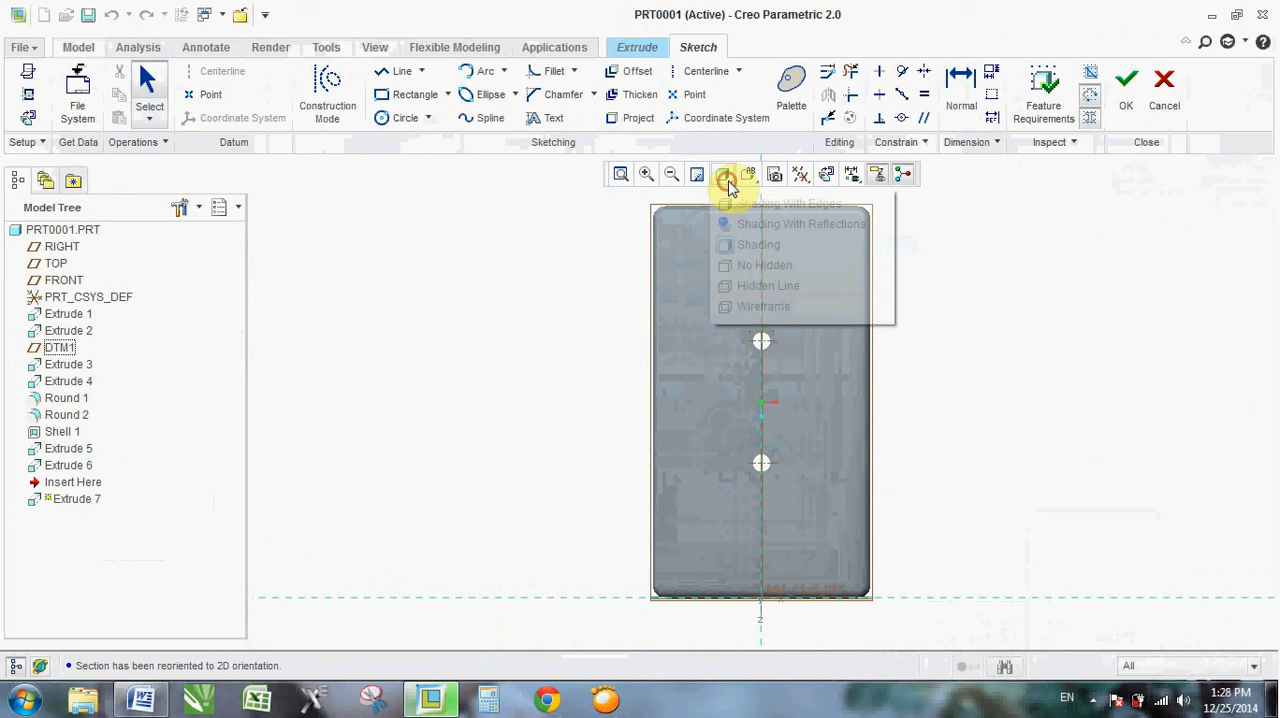 PRT0001 (Active) - Creo Parametric 2.0
File Model Analysis Annotate Render Tools View Flexible Modeling Applications Extrude Sketch
File System
Select
Centerline
Point
Coordinate System
Construction Mode
Line
Arc
Fillet
Offset
Centerline
Rectangle
Ellipse
Chamfer
Thicken
Point
Circle
Spline
Text
Project
Coordinate System
Palette
Normal
Feature Requirements
OK
Cancel
Setup Get Data Operations Datum Sketching Editing Constrain Dimension Inspect Close
Model Tree
PRT0001.PRT
RIGHT
TOP
FRONT
PRT_CSYS_DEF
Extrude 1
Extrude 2
DTM1
Extrude 3
Extrude 4
Round 1
Round 2
Shell 1
Extrude 5
Extrude 6
Insert Here
Extrude 7
Shading With Edges
Shading With Reflections
Shading
No Hidden
Hidden Line
Wireframe
PRT_CSYS_DEF
Z
Section has been reoriented to 2D orientation.
All
EN
1:28 PM
12/25/2014